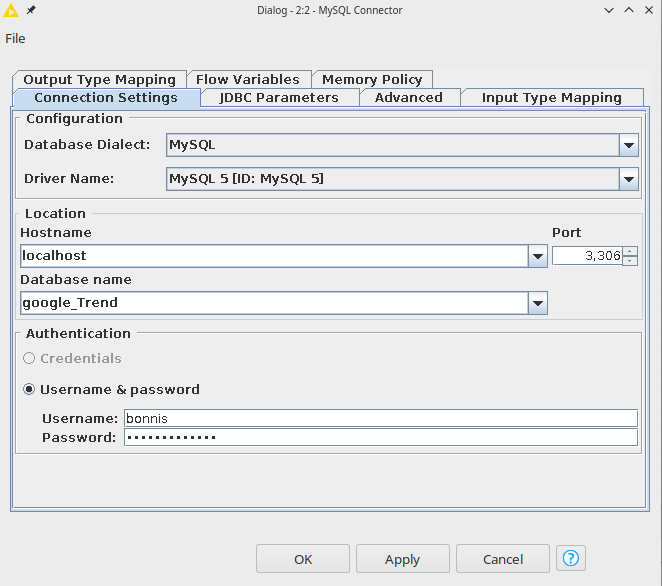 Dialog - 2:2 - MySQL Connector
File
Output Type Mapping Flow Variables Memory Policy
Connection Settings JDBC Parameters Advanced Input Type Mapping
Configuration
Database Dialect: MySQL
Driver Name: MySQL 5 [ID: MySQL 5]
Location
Hostname Port
localhost 3,306
Database name
google_Trend
Authentication
Credentials
Username & password
Username: bonnis
Password: •••••••••••••
OK Apply Cancel ?